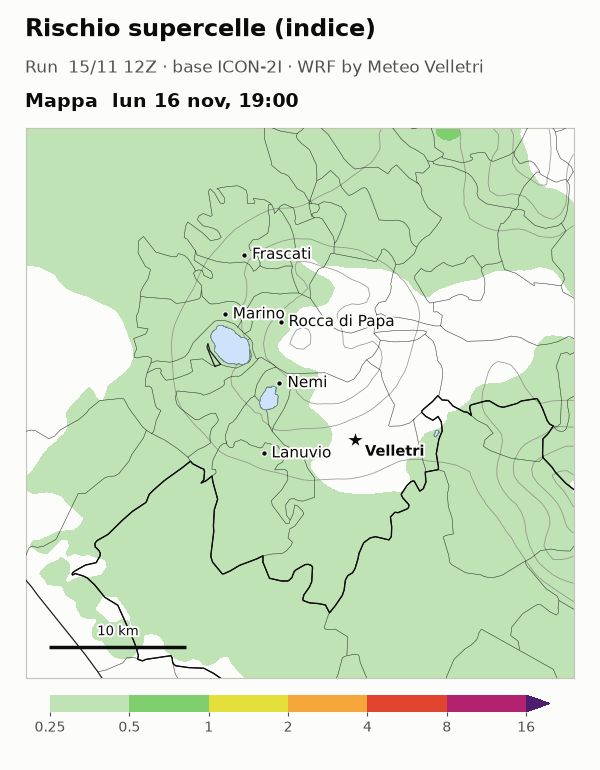 Rischio supercelle (indice)
Run  15/11 12Z · base ICON-2I · WRF by Meteo Velletri
Mappa  lun 16 nov, 19:00
Frascati
Marino
Rocca di Papa
Nemi
Velletri
Lanuvio
10 km
0.25 0.5 1 2 4 8 16